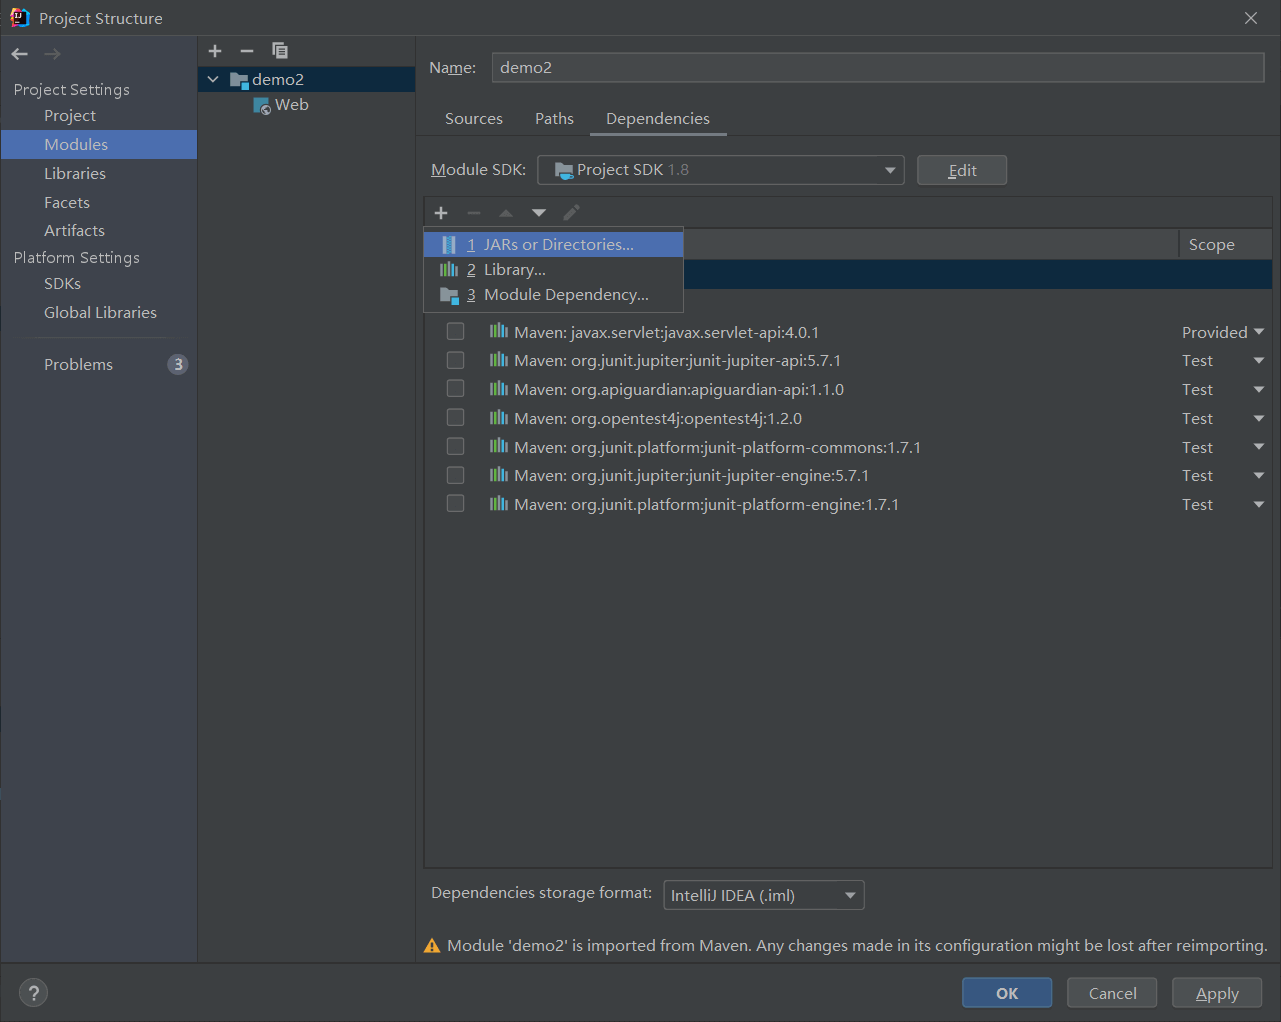 Project Structure
Project Settings
Project
Modules
Libraries
Facets
Artifacts
Platform Settings
SDKs
Global Libraries
Problems 3
demo2
Web
Name: demo2
Sources Paths Dependencies
Module SDK: Project SDK 1.8 Edit
Scope
1 JARs or Directories...
2 Library...
3 Module Dependency...
Maven: javax.servlet:javax.servlet-api:4.0.1 Provided
Maven: org.junit.jupiter:junit-jupiter-api:5.7.1 Test
Maven: org.apiguardian:apiguardian-api:1.1.0 Test
Maven: org.opentest4j:opentest4j:1.2.0 Test
Maven: org.junit.platform:junit-platform-commons:1.7.1 Test
Maven: org.junit.jupiter:junit-jupiter-engine:5.7.1 Test
Maven: org.junit.platform:junit-platform-engine:1.7.1 Test
Dependencies storage format: IntelliJ IDEA (.iml)
Module 'demo2' is imported from Maven. Any changes made in its configuration might be lost after reimporting.
? OK Cancel Apply